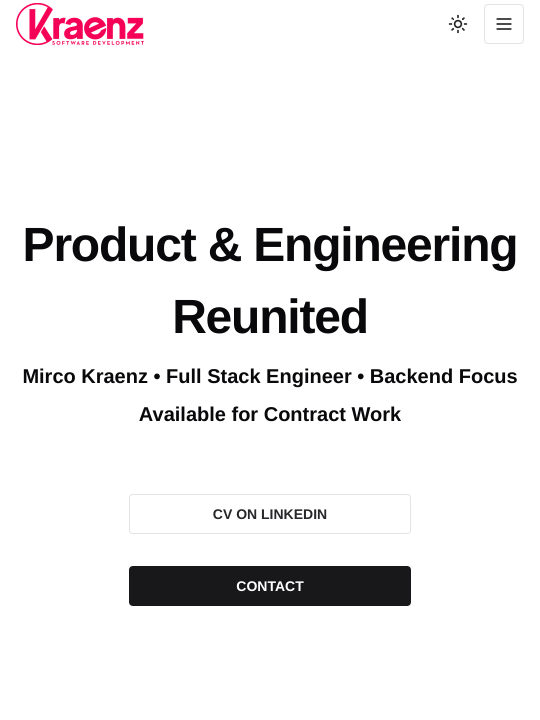 Kraenz
SOFTWARE DEVELOPMENT
Product & Engineering
Reunited
Mirco Kraenz • Full Stack Engineer • Backend Focus
Available for Contract Work
CV ON LINKEDIN
CONTACT